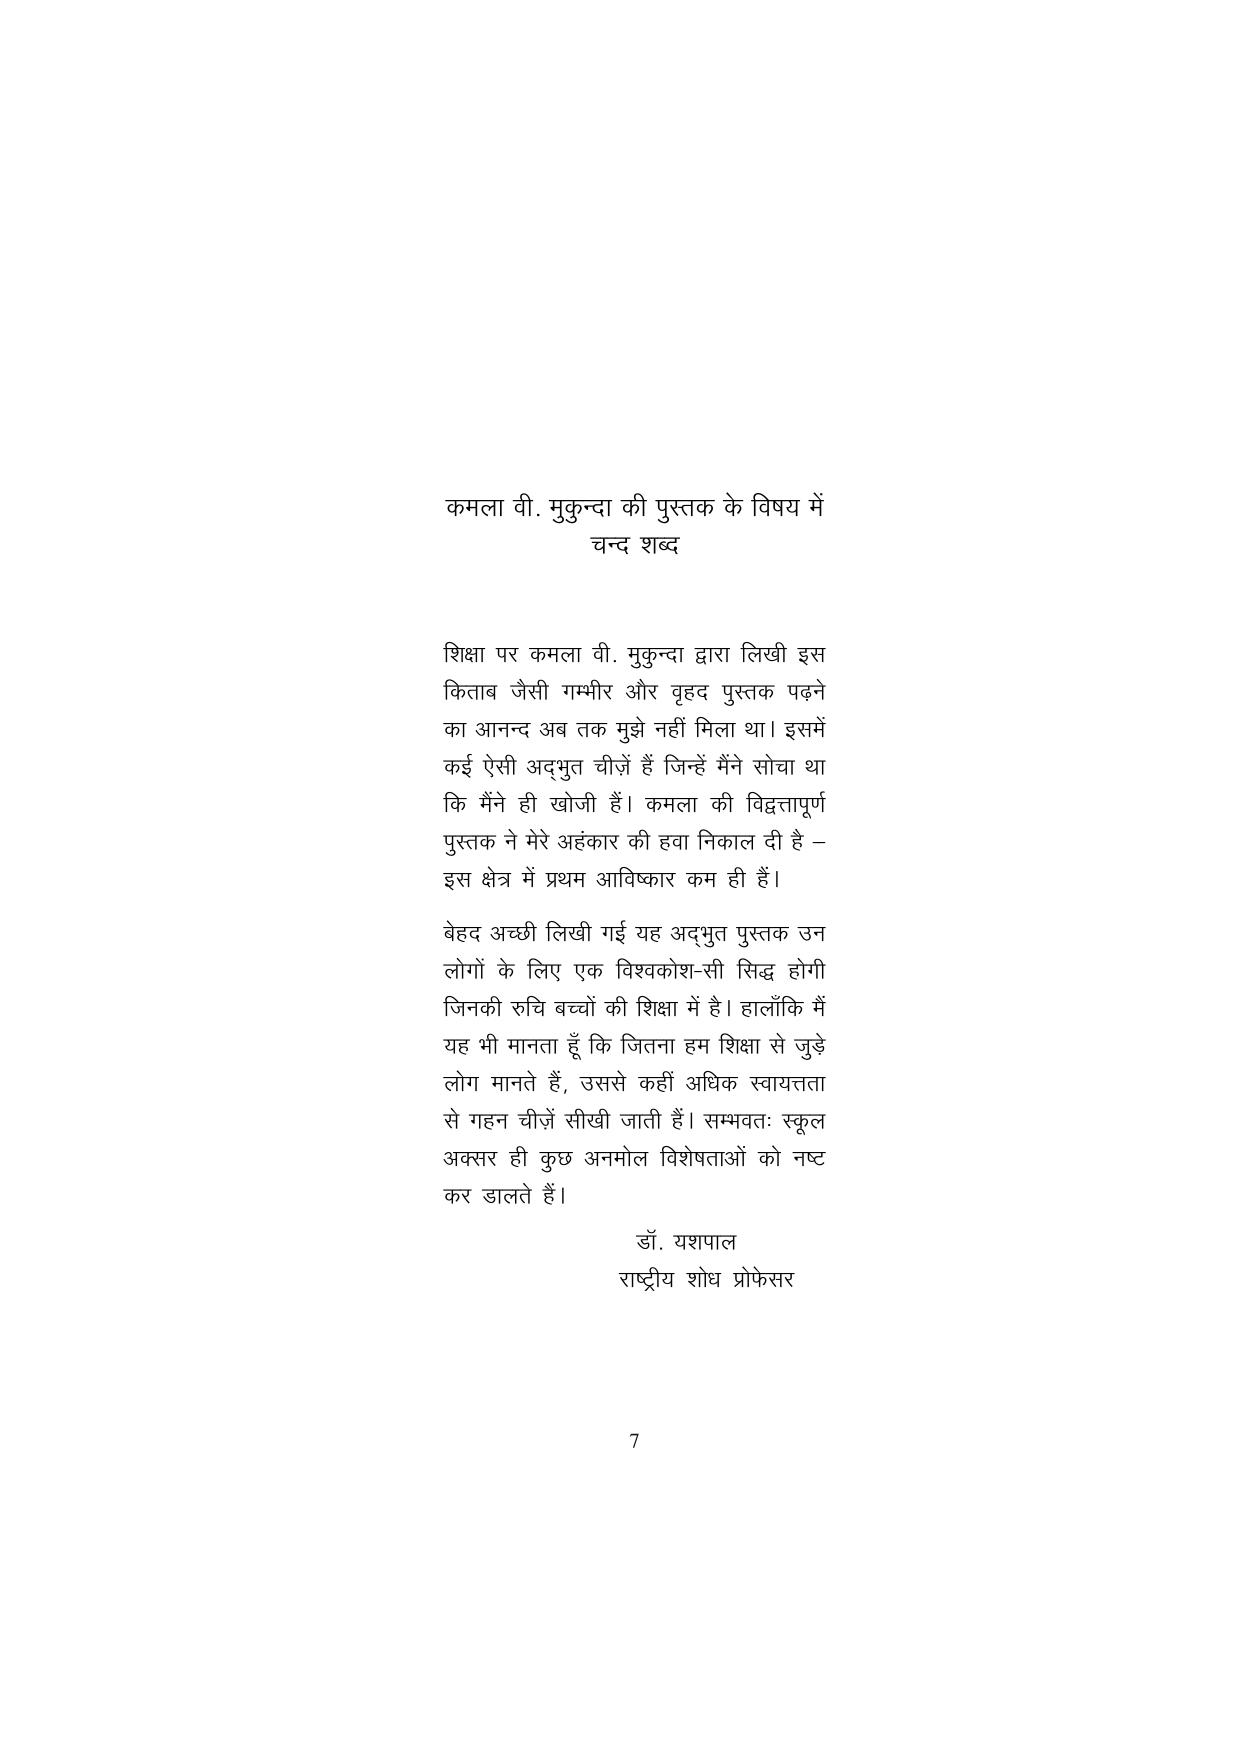 कमला वी. मुकुन्दा की पुस्तक के विषय में
चन्द शब्द
शिक्षा पर कमला वी. मुकुन्दा द्वारा लिखी इस
किताब जैसी गम्भीर और वृहद पुस्तक पढ़ने
का आनन्द अब तक मुझे नहीं मिला था। इसमें
कई ऐसी अद्‌भुत चीज़ें हैं जिन्हें मैंने सोचा था
कि मैंने ही खोजी हैं। कमला की विद्वत्तापूर्ण
पुस्तक ने मेरे अहंकार की हवा निकाल दी है –
इस क्षेत्र में प्रथम आविष्कार कम ही हैं।
बेहद अच्छी लिखी गई यह अद्‌भुत पुस्तक उन
लोगों के लिए एक विश्वकोश-सी सिद्ध होगी
जिनकी रुचि बच्चों की शिक्षा में है। हालाँकि मैं
यह भी मानता हूँ कि जितना हम शिक्षा से जुड़े
लोग मानते हैं, उससे कहीं अधिक स्वायत्तता
से गहन चीज़ें सीखी जाती हैं। सम्भवतः स्कूल
अक्सर ही कुछ अनमोल विशेषताओं को नष्ट
कर डालते हैं।
डॉ. यशपाल
राष्ट्रीय शोध प्रोफेसर
7